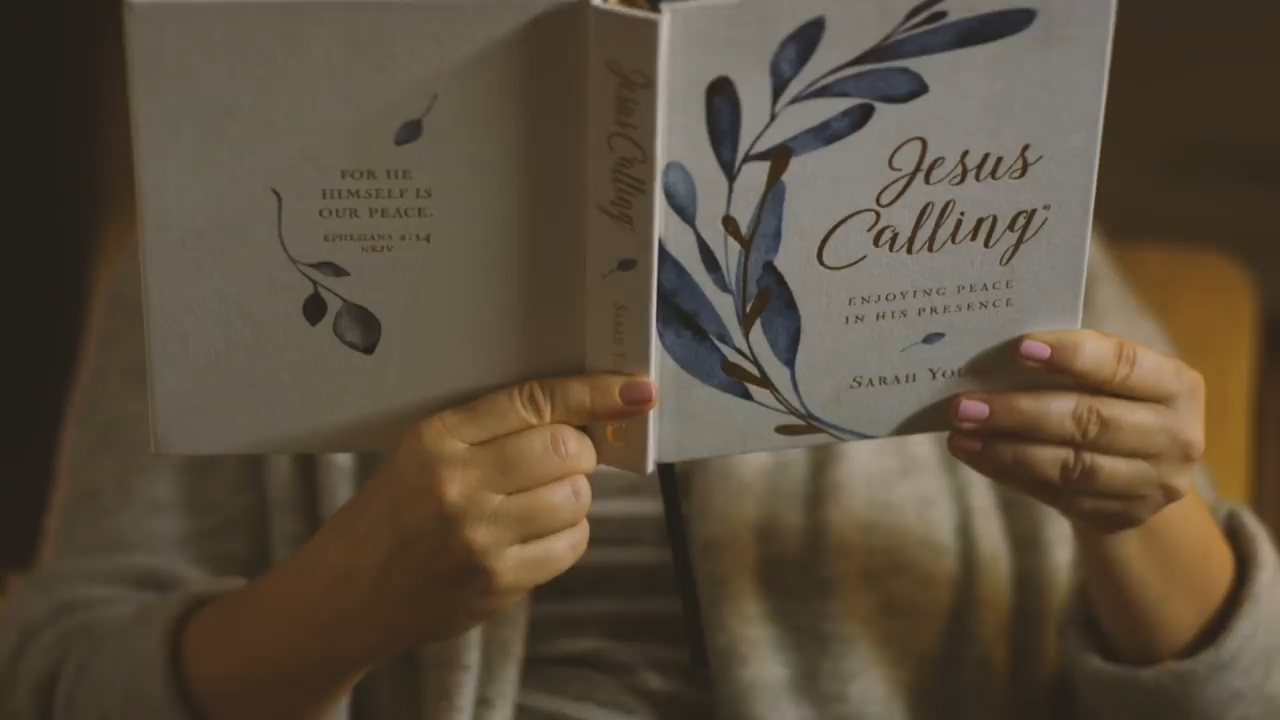 FOR HE
HIMSELF IS
OUR PEACE.
EPHESIANS 2:14
NKJV
Jesus Calling
SARAH
Jesus
Calling®
ENJOYING PEACE
IN HIS PRESENCE
SARAH